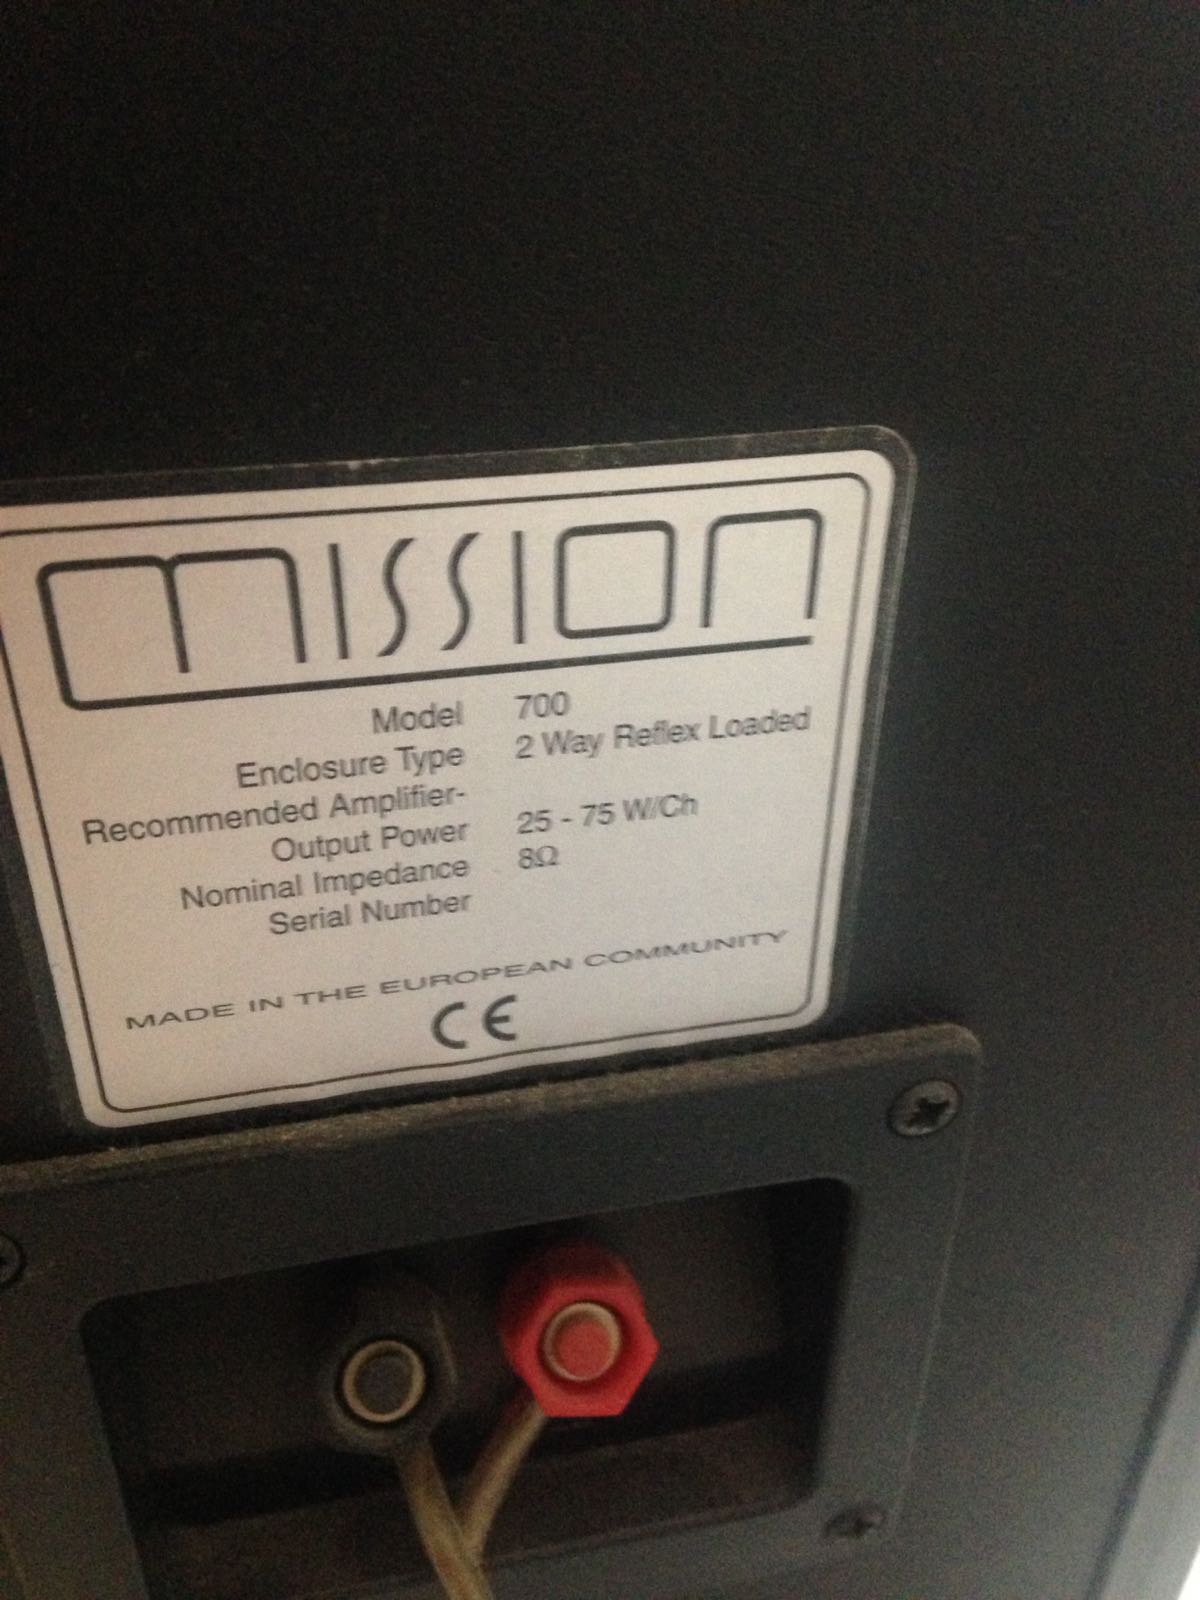 mission
Model 700
Enclosure Type 2 Way Reflex Loaded
Recommended Amplifier-
Output Power 25 - 75 W/Ch
Nominal Impedance 8Ω
Serial Number
MADE IN THE EUROPEAN COMMUNITY
CE